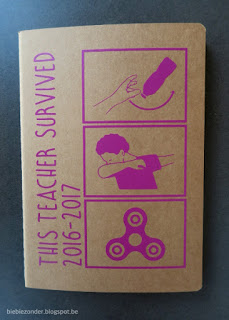 THIS TEACHER SURVIVED
2016-2017
biebiezonder.blogspot.be